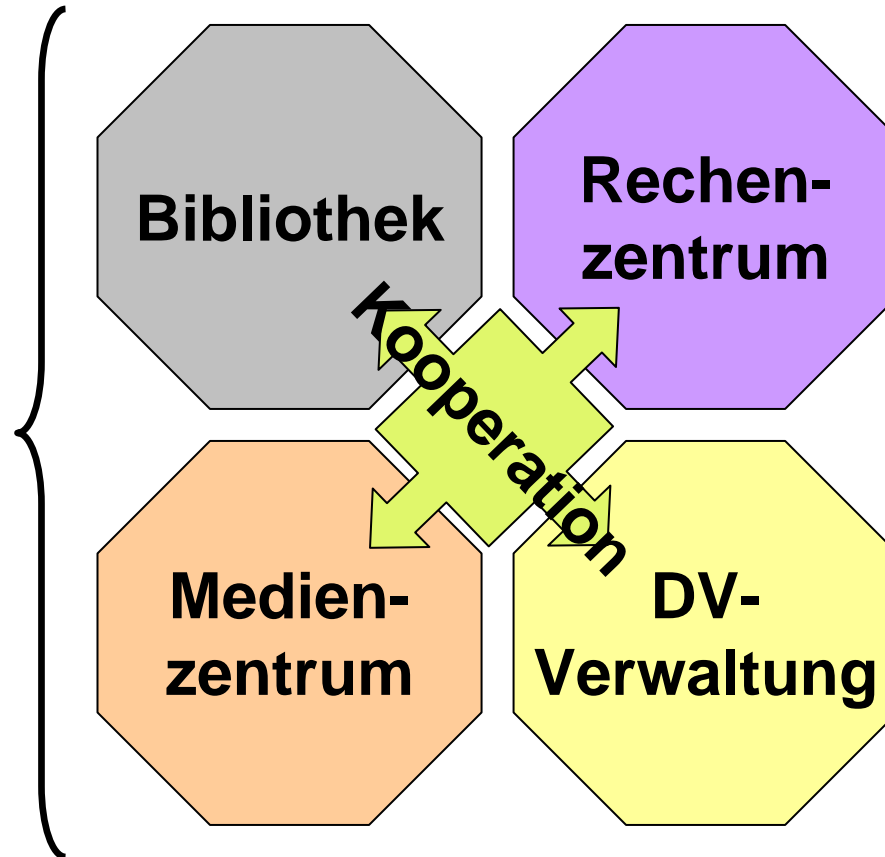 Bibliothek
Rechen-
zentrum
Kooperation
Medien-
zentrum
DV-
Verwaltung